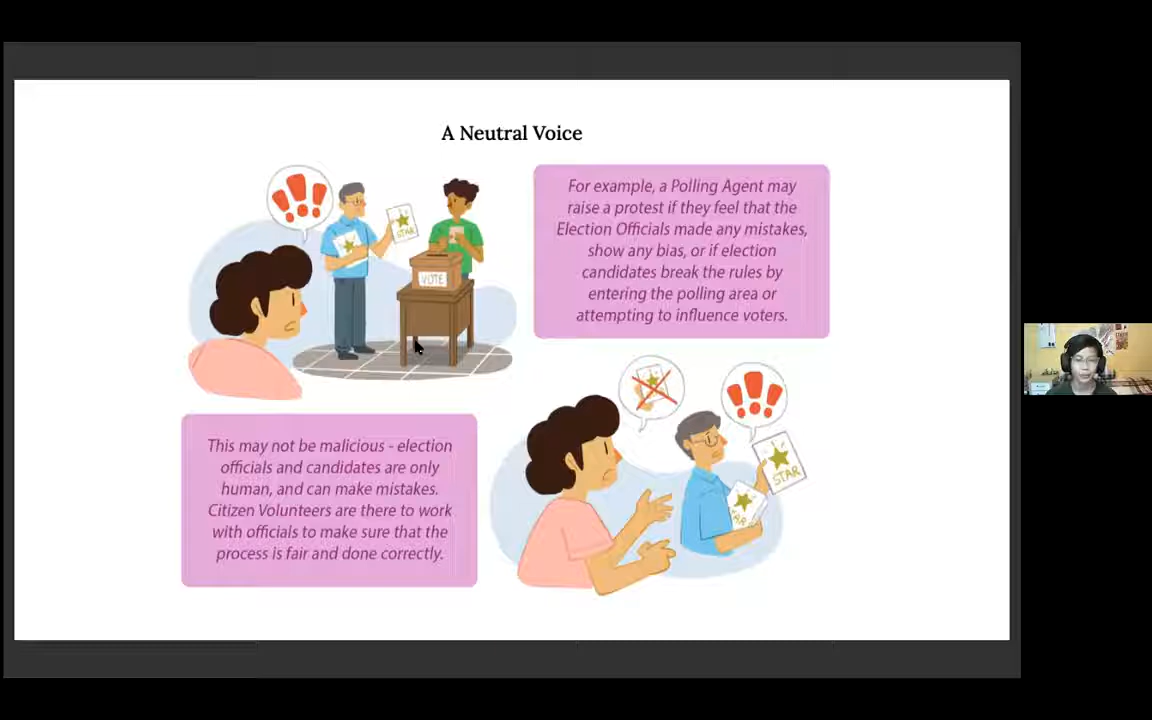 A Neutral Voice
STAR
VOTE
For example, a Polling Agent may
raise a protest if they feel that the
Election Officials made any mistakes,
show any bias, or if election
candidates break the rules by
entering the polling area or
attempting to influence voters.
This may not be malicious - election
officials and candidates are only
human, and can make mistakes.
Citizen Volunteers are there to work
with officials to make sure that the
process is fair and done correctly.
STAR